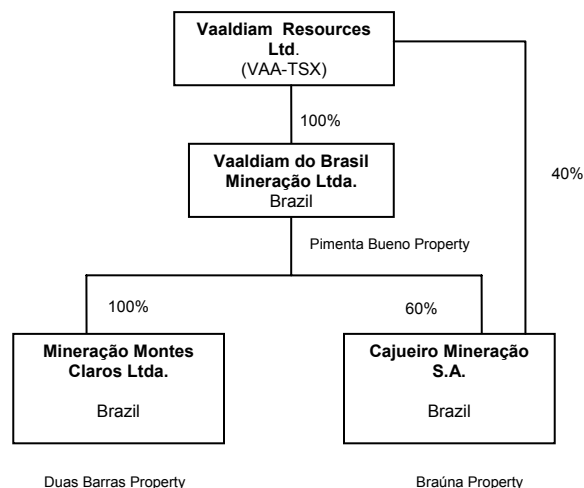 Vaaldiam Resources
Ltd.
(VAA-TSX)
100%
Vaaldiam do Brasil
Mineração Ltda.
Brazil
40%
Pimenta Bueno Property
100%
60%
Mineração Montes
Claros Ltda.
Brazil
Cajueiro Mineração
S.A.
Brazil
Duas Barras Property
Braúna Property